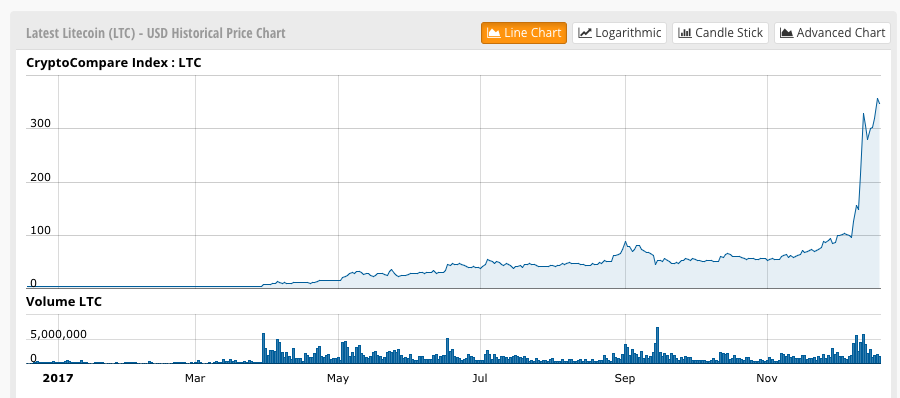 Latest Litecoin (LTC) - USD Historical Price Chart
Line Chart
Logarithmic
Candle Stick
Advanced Chart
CryptoCompare Index : LTC
300
200
100
0
Volume LTC
5,000,000
0
2017 Mar May Jul Sep Nov